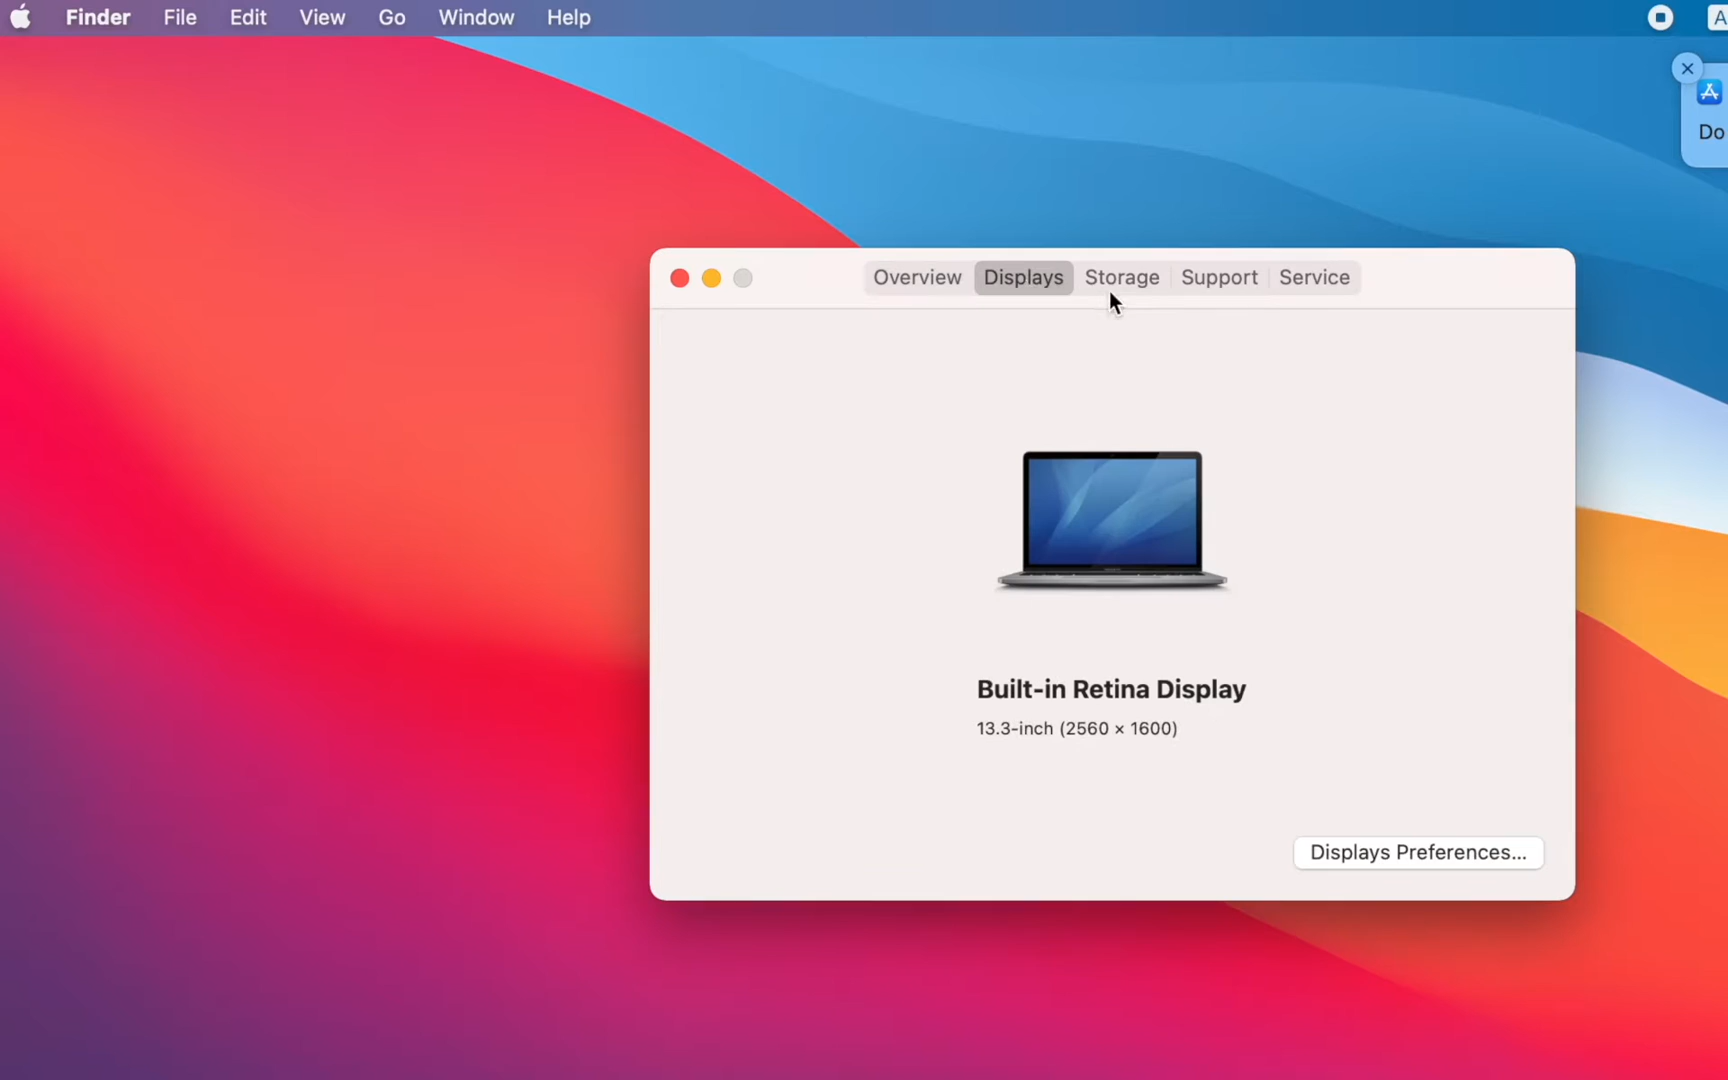 Finder File Edit View Go Window Help
A
Do
Overview Displays Storage Support Service
Built-in Retina Display
13.3-inch (2560 × 1600)
Displays Preferences...